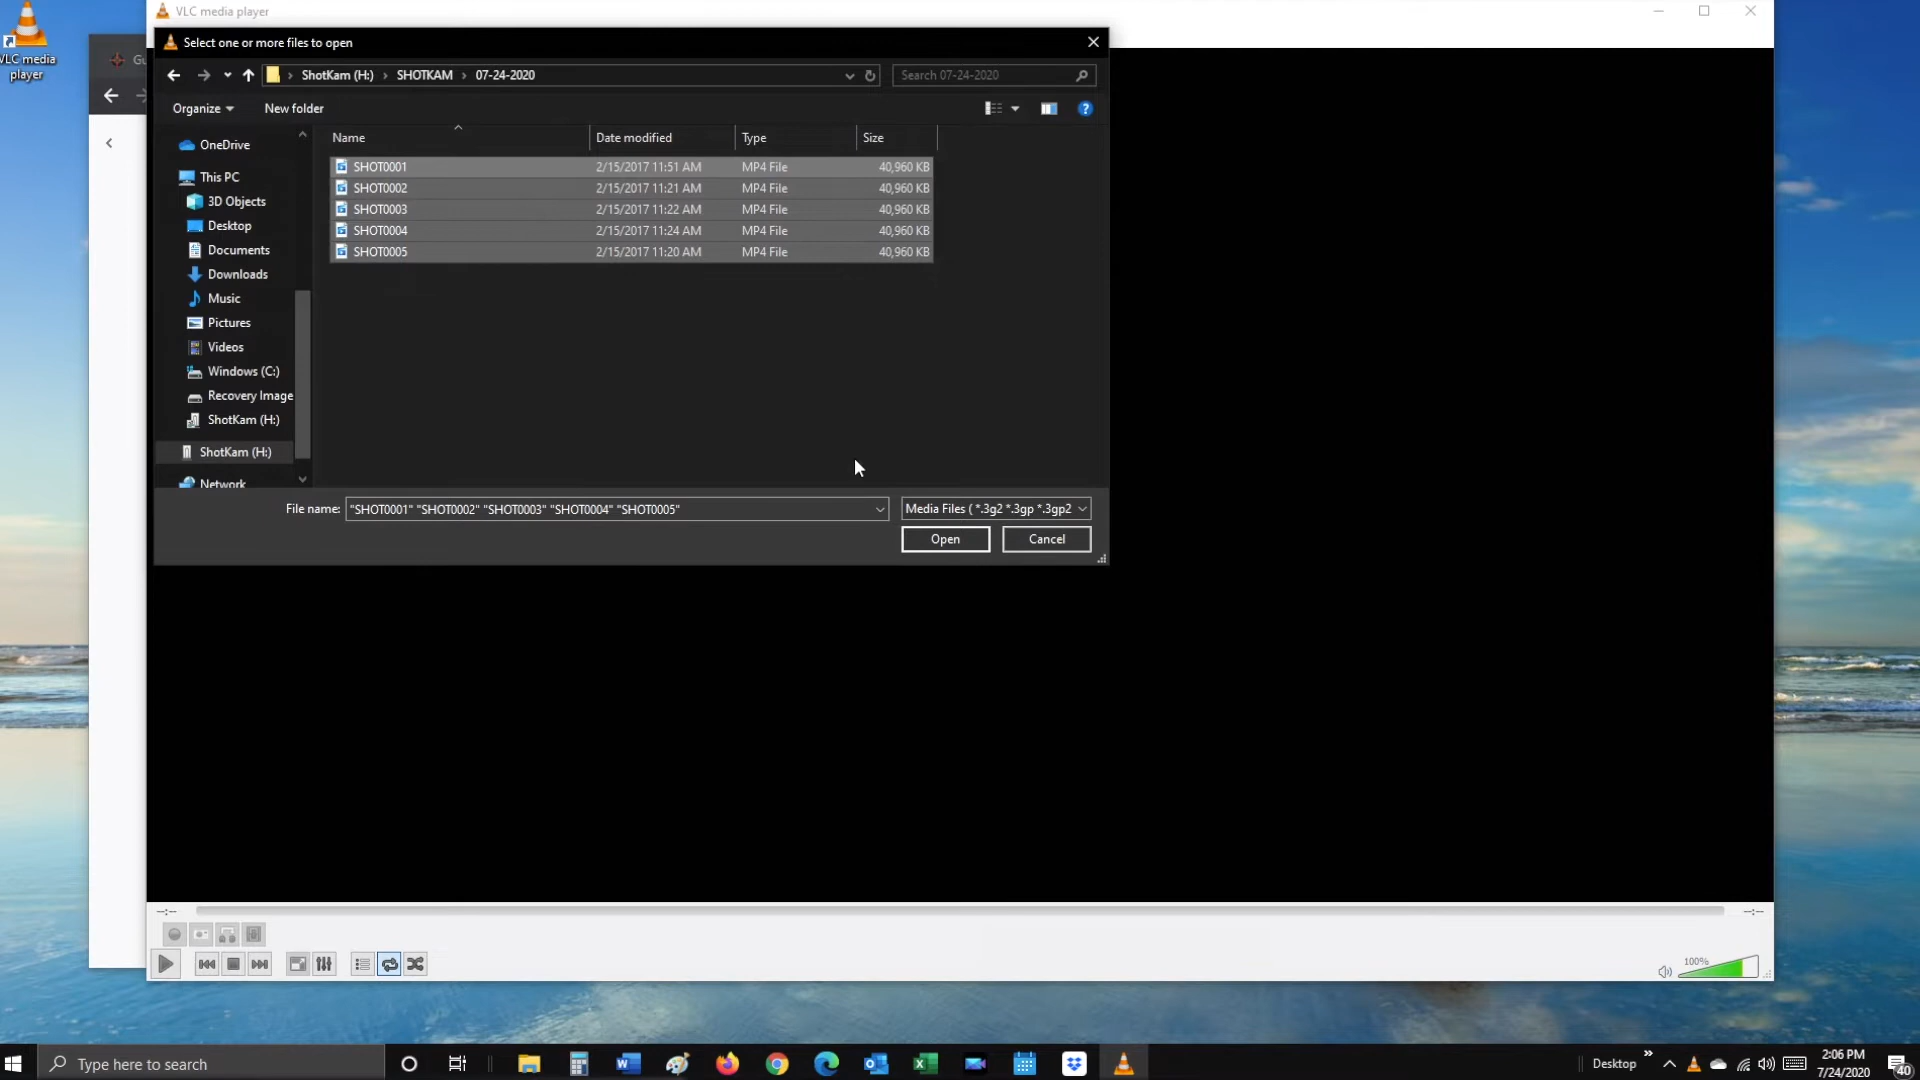 VLC media player
VLC media
player
Select one or more files to open
ShotKam (H:) › SHOTKAM › 07-24-2020
Search 07-24-2020
Organize
New folder
Name Date modified Type Size
OneDrive
This PC
3D Objects
Desktop
Documents
Downloads
Music
Pictures
Videos
Windows (C:)
Recovery Image
ShotKam (H:)
ShotKam (H:)
Network
SHOT0001 2/15/2017 11:51 AM MP4 File 40,960 KB
SHOT0002 2/15/2017 11:21 AM MP4 File 40,960 KB
SHOT0003 2/15/2017 11:22 AM MP4 File 40,960 KB
SHOT0004 2/15/2017 11:24 AM MP4 File 40,960 KB
SHOT0005 2/15/2017 11:20 AM MP4 File 40,960 KB
File name: "SHOT0001" "SHOT0002" "SHOT0003" "SHOT0004" "SHOT0005"
Media Files ( *.3g2 *.3gp *.3gp2
Open Cancel
--:-- --:--
100%
Type here to search
Desktop
2:06 PM
7/24/2020
40